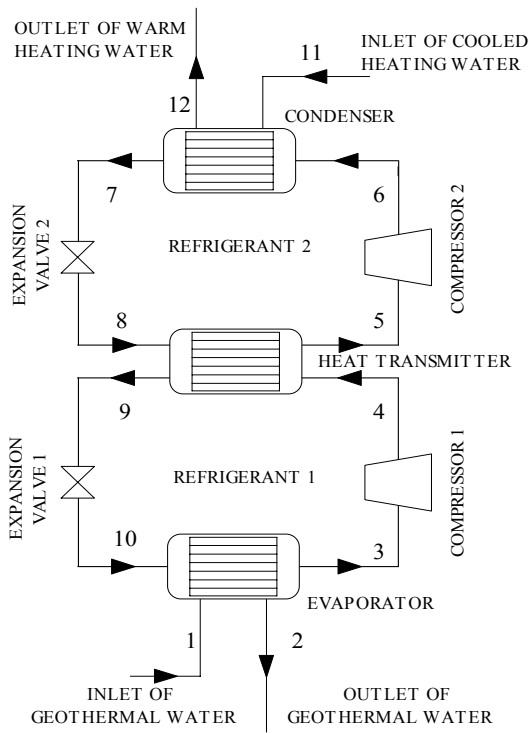 OUTLET OF WARM
HEATING WATER
11
INLET OF COOLED
HEATING WATER
12
CONDENSER
7
6
EXPANSION
VALVE 2
REFRIGERANT 2
COMPRESSOR 2
8
5
HEAT TRANSMITTER
9
4
EXPANSION
VALVE 1
REFRIGERANT 1
COMPRESSOR 1
10
3
EVAPORATOR
1
2
INLET OF
GEOTHERMAL WATER
OUTLET OF
GEOTHERMAL WATER